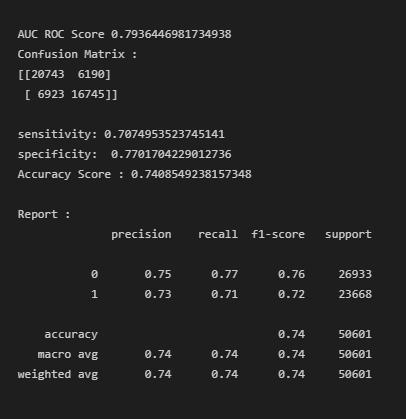 AUC ROC Score 0.7936446981734938
Confusion Matrix :
[[20743  6190]
 [ 6923 16745]]
sensitivity: 0.7074953523745141
specificity:  0.7701704229012736
Accuracy Score : 0.7408549238157348
Report :
precision    recall  f1-score   support
0       0.75      0.77      0.76     26933
1       0.73      0.71      0.72     23668
accuracy                           0.74     50601
macro avg       0.74      0.74      0.74     50601
weighted avg       0.74      0.74      0.74     50601